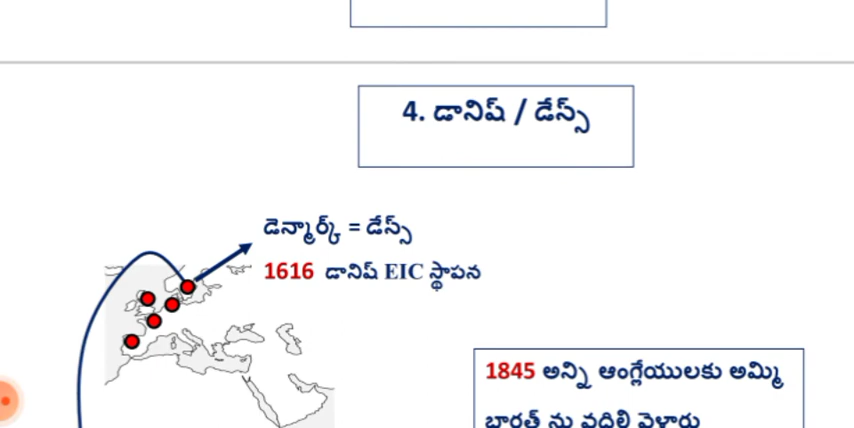 4. డానిష్ / డేన్స్
డెన్మార్క్ = డేన్స్
1616 డానిష్ EIC స్థాపన
1845 అన్ని ఆంగ్లేయులకు అమ్మి
భారత్ ను వదిలి వెళారు